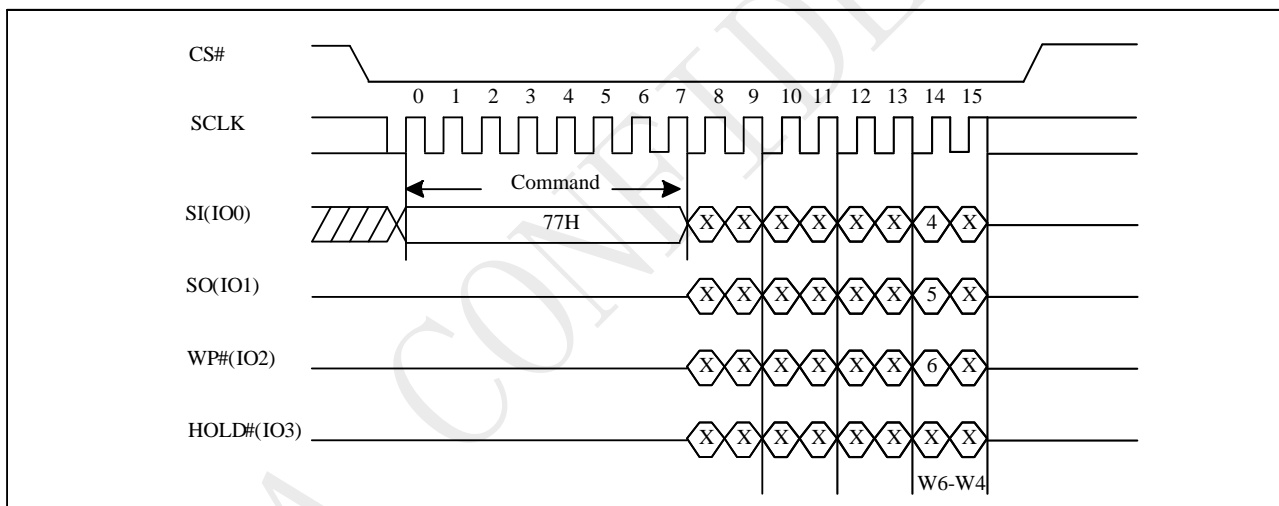 CS#
0 1 2 3 4 5 6 7 8 9 10 11 12 13 14 15
SCLK
Command
SI(IO0)
77H X X X X X X 4 X
SO(IO1)
X X X X X X 5 X
WP#(IO2)
X X X X X X 6 X
HOLD#(IO3)
X X X X X X X X
W6-W4
A CONFIDE